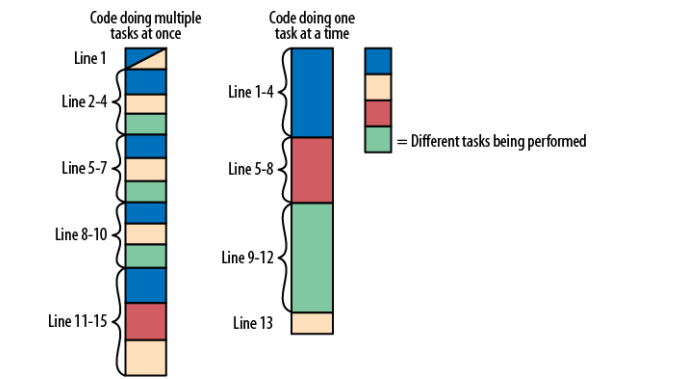 Code doing multiple
tasks at once
Line 1
Line 2-4
Line 5-7
Line 8-10
Line 11-15
Code doing one
task at a time
Line 1-4
Line 5-8
Line 9-12
Line 13
= Different tasks being performed